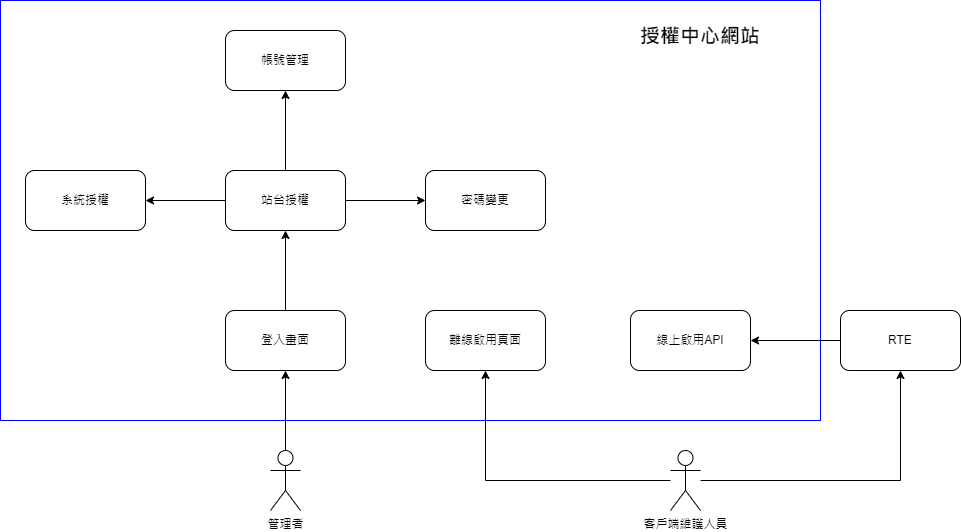 授權中心網站
帳號管理
系統授權
站台授權
密碼變更
登入畫面
離線啟用頁面
線上啟用API
RTE
管理者
客戶端維護人員